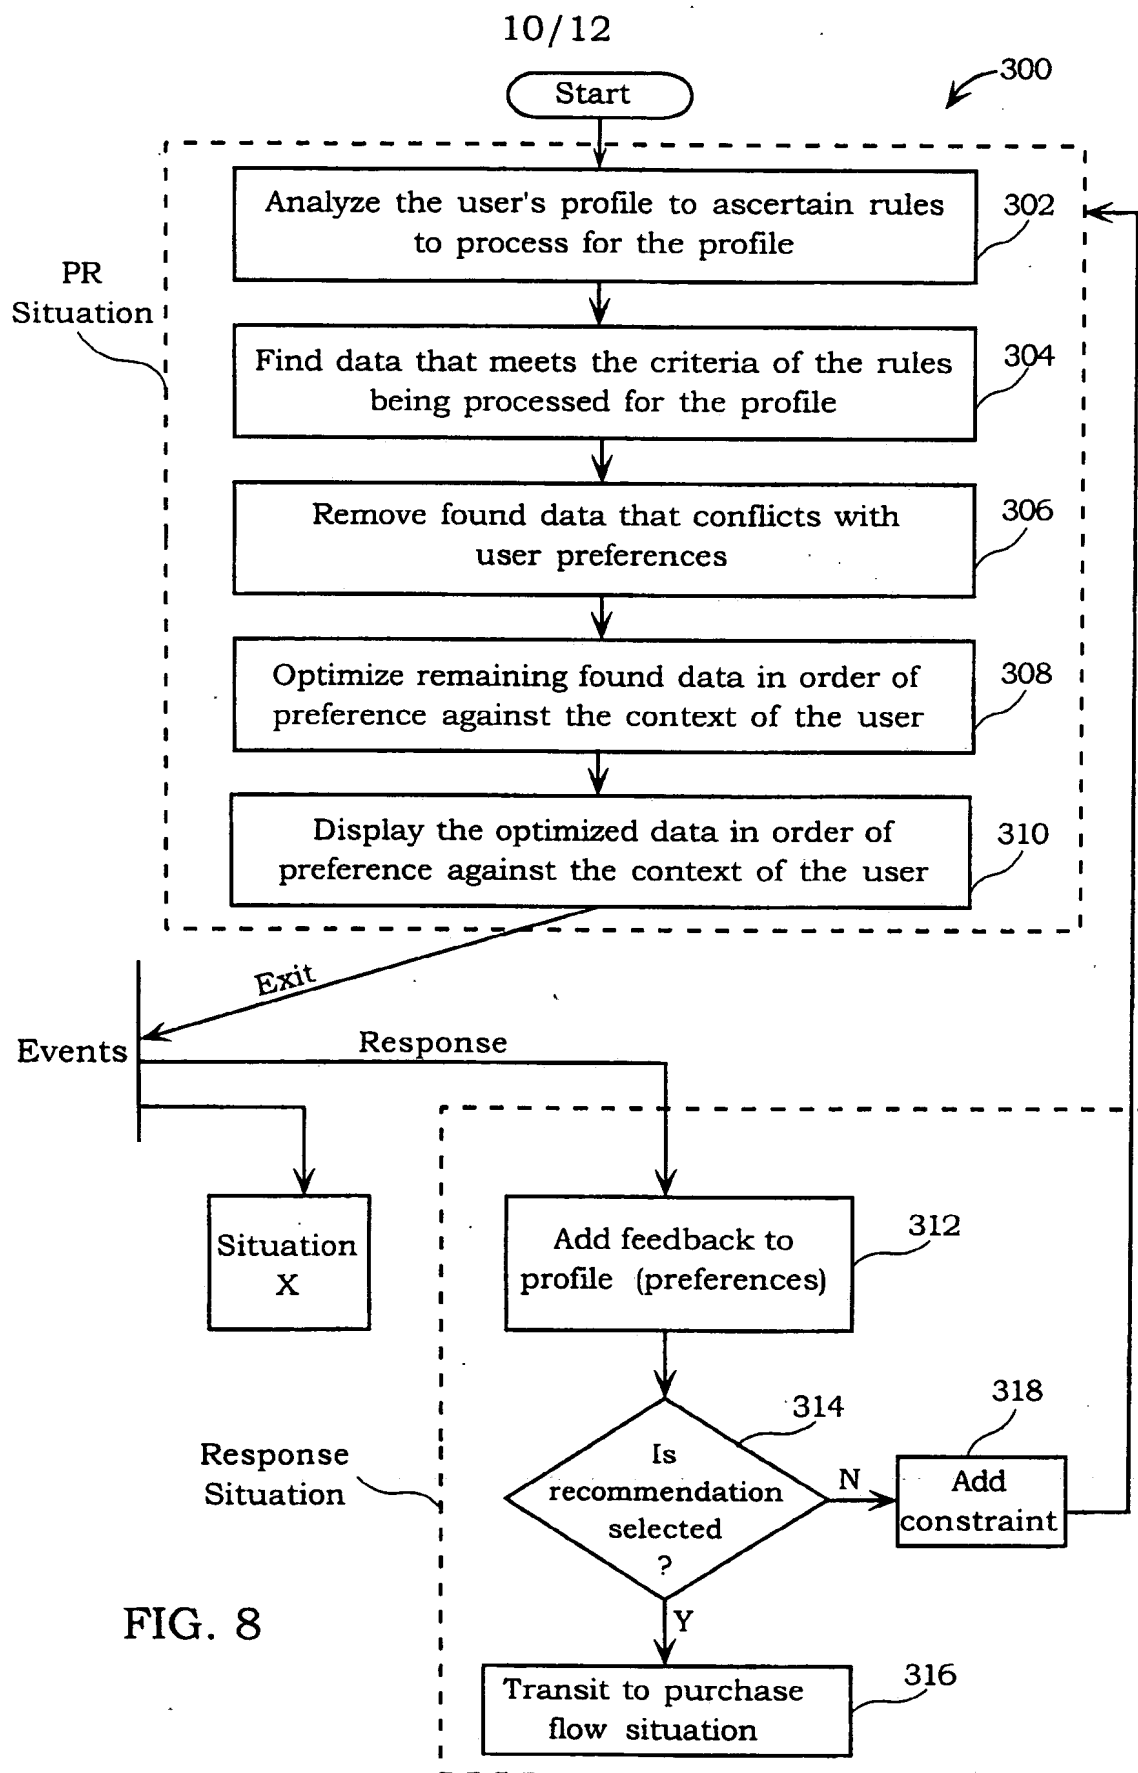 10/12
300
Start
Analyze the user's profile to ascertain rules
to process for the profile
302
PR
Situation
Find data that meets the criteria of the rules
being processed for the profile
304
Remove found data that conflicts with
user preferences
306
Optimize remaining found data in order of
preference against the context of the user
308
Display the optimized data in order of
preference against the context of the user
310
Exit
Events
Response
Situation
X
Add feedback to
profile (preferences)
312
Is
recommendation
selected
?
314
N
Add
constraint
318
Response
Situation
Y
Transit to purchase
flow situation
316
FIG. 8